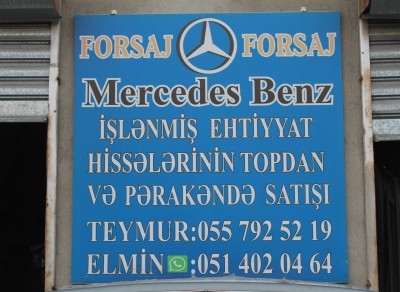 FORSAJ FORSAJ
Mercedes Benz
İŞLƏNMİŞ EHTİYYAT
HİSSƏLƏRİNİN TOPDAN
VƏ PƏRAKƏNDƏ SATIŞI
TEYMUR:055 792 52 19
ELMİN :051 402 04 64